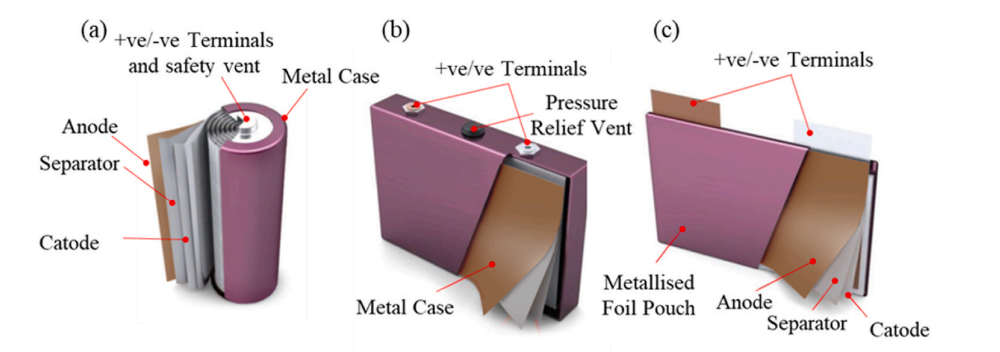 (a)
+ve/-ve Terminals
and safety vent
Metal Case
Anode
Separator
Catode
(b)
+ve/ve Terminals
Pressure
Relief Vent
Metal Case
(c)
+ve/-ve Terminals
Metallised
Foil Pouch
Anode
Separator
Catode